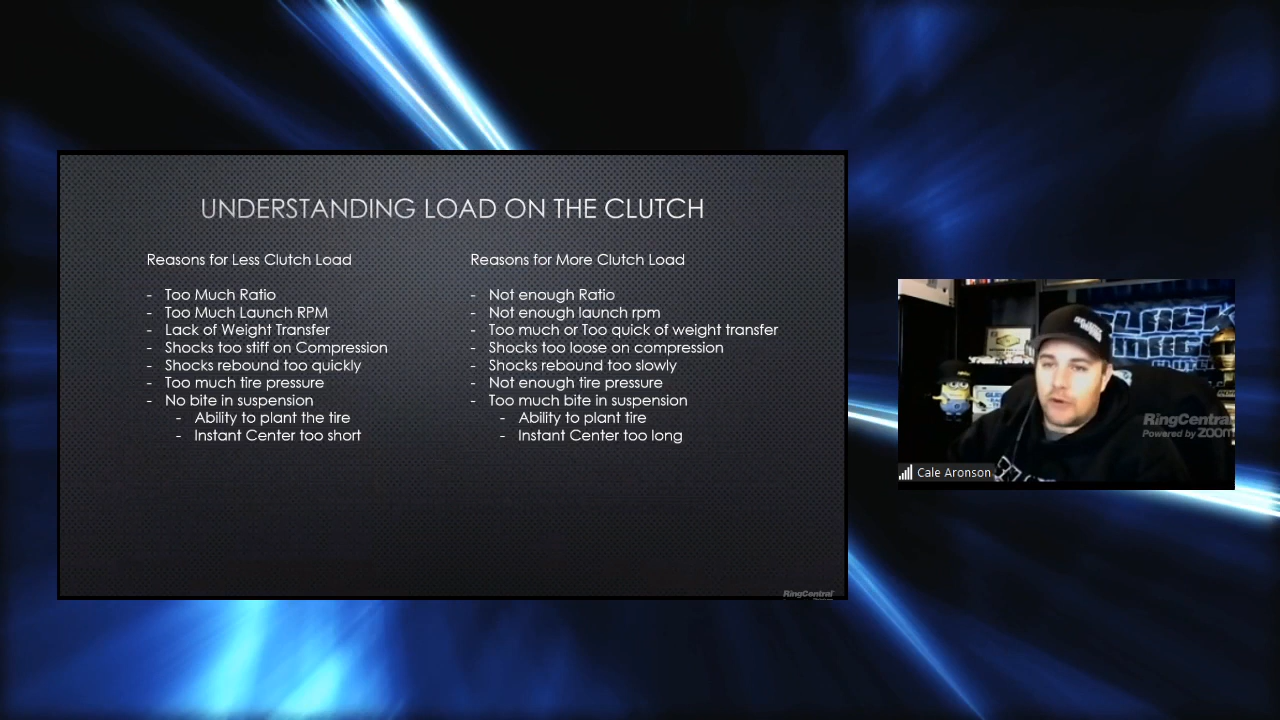 UNDERSTANDING LOAD ON THE CLUTCH
Reasons for Less Clutch Load
- Too Much Ratio
- Too Much Launch RPM
- Lack of Weight Transfer
- Shocks too stiff on Compression
- Shocks rebound too quickly
- Too much tire pressure
- No bite in suspension
- Ability to plant the tire
- Instant Center too short
Reasons for More Clutch Load
- Not enough Ratio
- Not enough launch rpm
- Too much or Too quick of weight transfer
- Shocks too loose on compression
- Shocks rebound too slowly
- Not enough tire pressure
- Too much bite in suspension
- Ability to plant tire
- Instant Center too long
RingCentral
BLACK
MAGIC
RingCentral
Powered by zoom
Cale Aronson